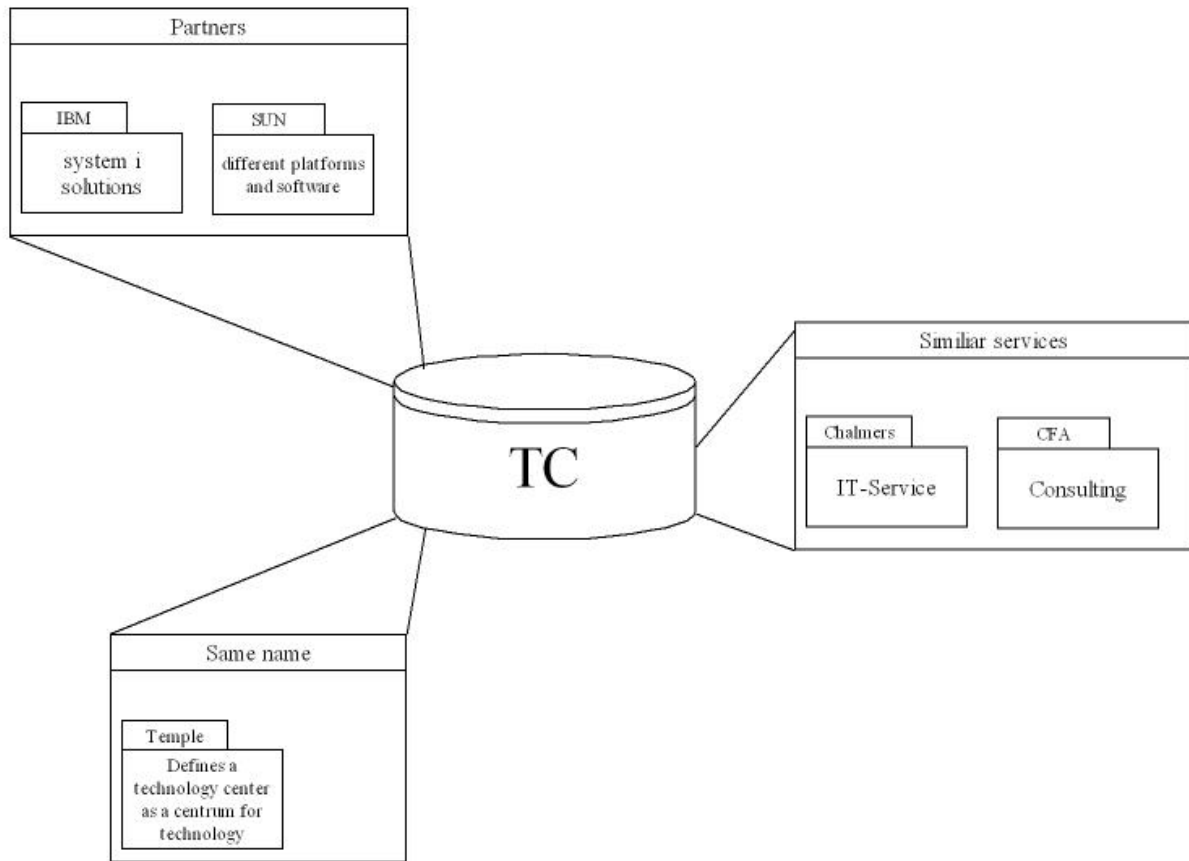 Partners
IBM
system i
solutions
SUN
different platforms
and software
TC
Similiar services
Chalmers
IT-Service
CFA
Consulting
Same name
Temple
Defines a
technology center
as a centrum for
technology